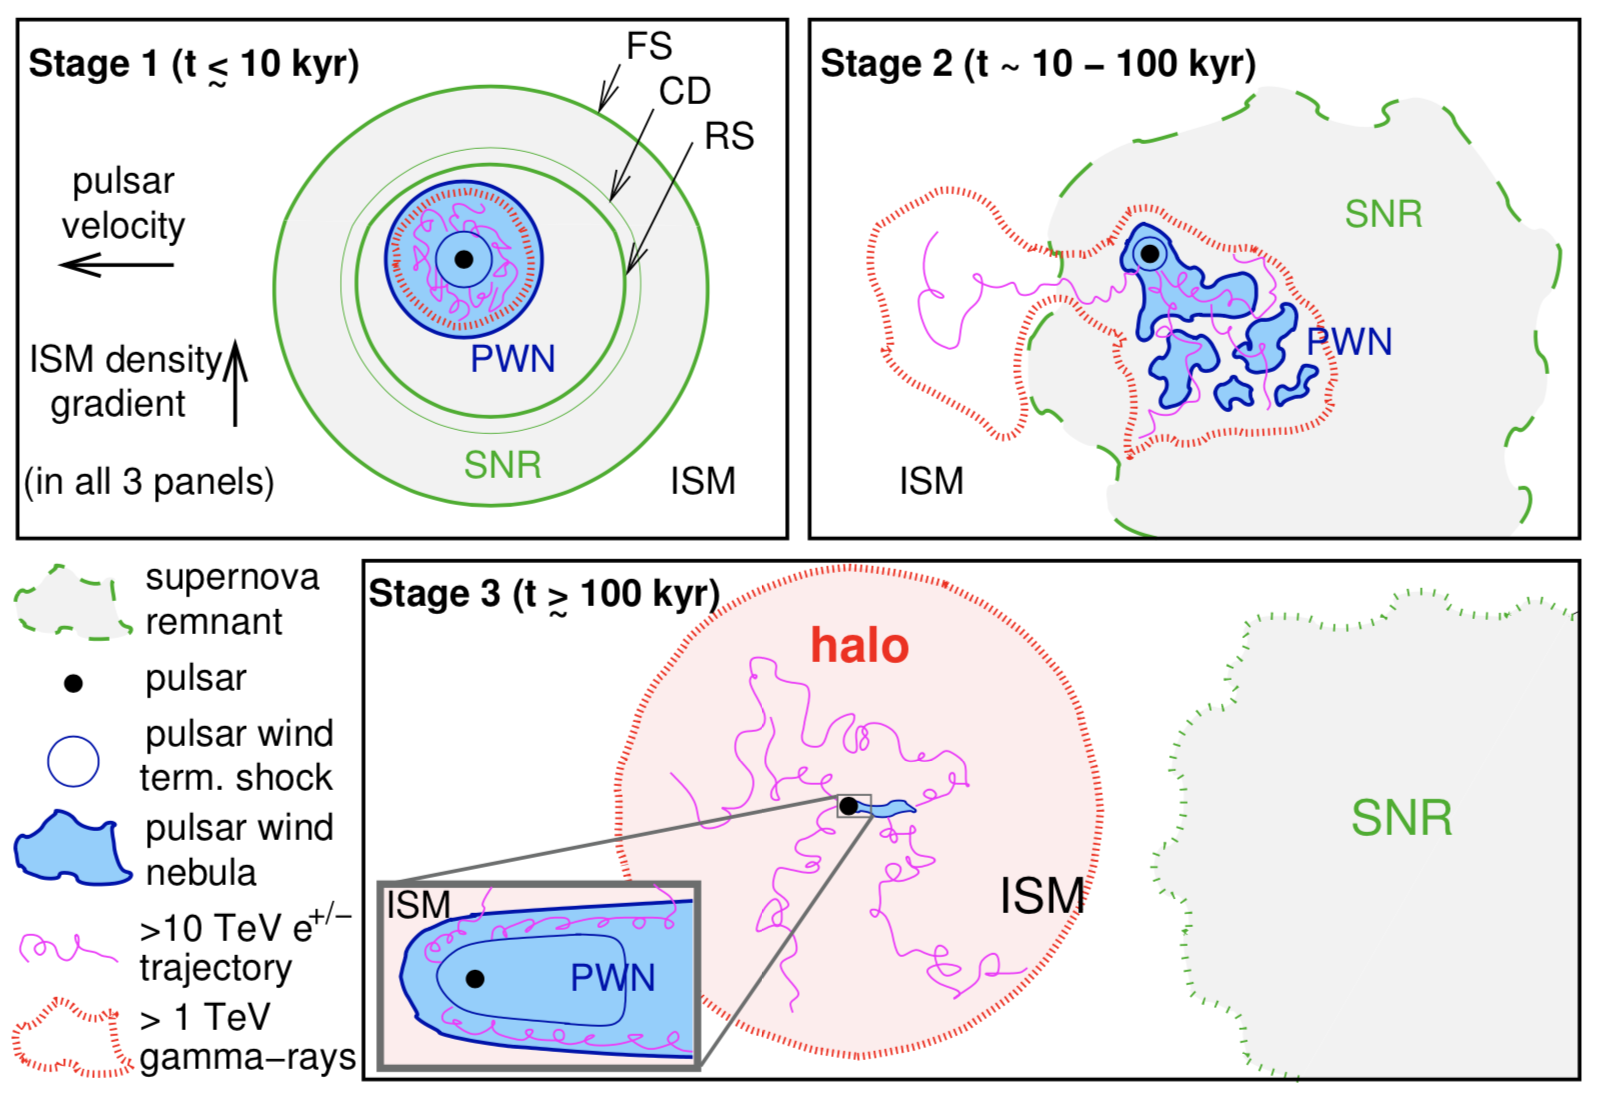 Stage 1 (t ≲ 10 kyr)
FS
CD
RS
pulsar
velocity
ISM density
gradient
(in all 3 panels)
PWN
SNR
ISM
Stage 2 (t ~ 10 − 100 kyr)
SNR
PWN
ISM
supernova
remnant
pulsar
pulsar wind
term. shock
pulsar wind
nebula
>10 TeV e+/−
trajectory
> 1 TeV
gamma−rays
Stage 3 (t ≳ 100 kyr)
halo
ISM
SNR
ISM
PWN